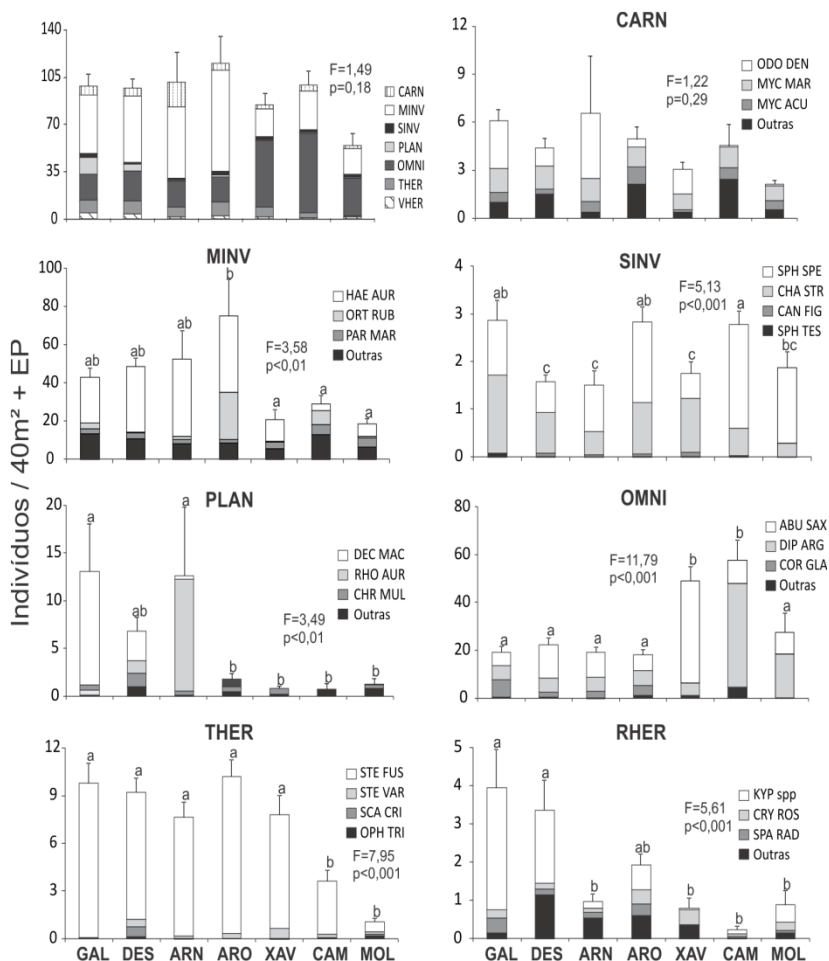 Indivíduos / 40m² + EP
140
105
70
35
0
F=1,49
p=0,18
CARN
MINV
SINV
PLAN
OMNI
THER
VHER
CARN
12
9
6
3
0
F=1,22
p=0,29
ODO DEN
MYC MAR
MYC ACU
Outras
MINV
100
80
60
40
20
0
ab
ab
ab
b
a
a
a
F=3,58
p<0,01
HAE AUR
ORT RUB
PAR MAR
Outras
SINV
4
3
2
1
0
ab
c
c
ab
c
a
bc
F=5,13
p<0,001
SPH SPE
CHA STR
CAN FIG
SPH TES
PLAN
20
15
10
5
0
a
ab
a
b
b
b
b
F=3,49
p<0,01
DEC MAC
RHO AUR
CHR MUL
Outras
OMNI
80
60
40
20
0
a
a
a
a
b
b
a
F=11,79
p<0,001
ABU SAX
DIP ARG
COR GLA
Outras
THER
12
9
6
3
0
a
a
a
a
a
b
b
F=7,95
p<0,001
STE FUS
STE VAR
SCA CRI
OPH TRI
GAL DES ARN ARO XAV CAM MOL
RHER
5
4
3
2
1
0
a
a
b
ab
b
b
b
F=5,61
p<0,001
KYP spp
CRY ROS
SPA RAD
Outras
GAL DES ARN ARO XAV CAM MOL